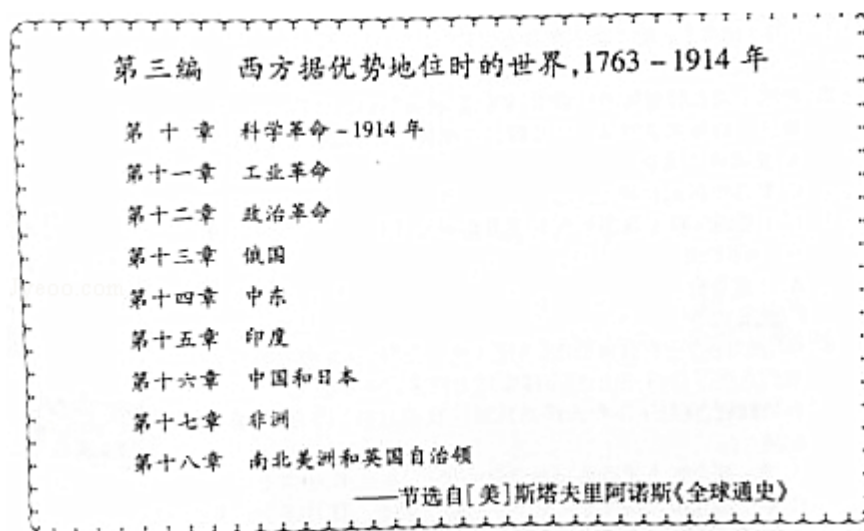 第三编 西方据优势地位时的世界,1763-1914年
第十章 科学革命-1914年
第十一章 工业革命
第十二章 政治革命
第十三章 俄国
第十四章 中东
第十五章 印度
第十六章 中国和日本
第十七章 非洲
第十八章 南北美洲和英国自治领
——节选自[美]斯塔夫里阿诺斯《全球通史》